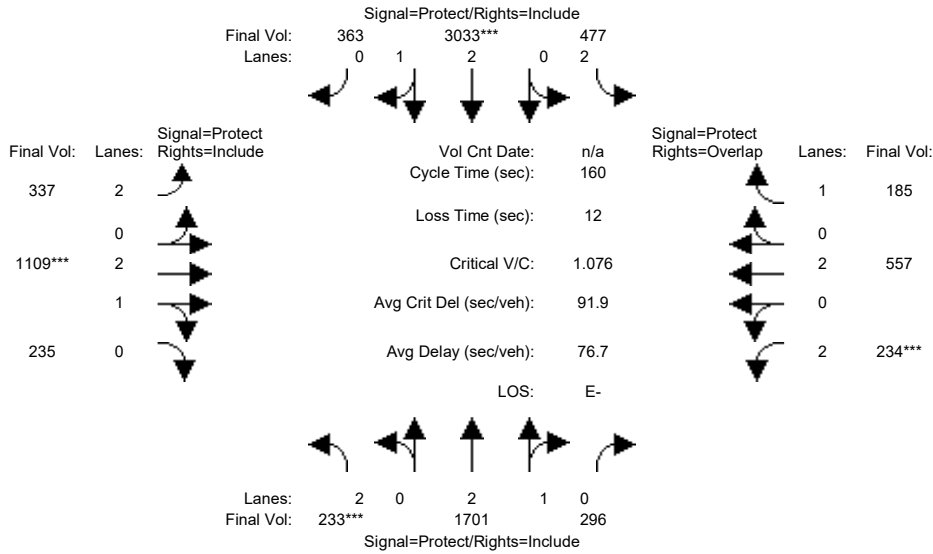 Signal=Protect/Rights=Include
Final Vol: 363 3033*** 477
Lanes: 0 1 2 0 2
Signal=Protect Signal=Protect
Final Vol: Lanes: Rights=Include Vol Cnt Date: n/a Rights=Overlap Lanes: Final Vol:
Cycle Time (sec): 160
337 2 1 185
Loss Time (sec): 12
0 0
1109*** 2 Critical V/C: 1.076 2 557
1 Avg Crit Del (sec/veh): 91.9 0
235 0 Avg Delay (sec/veh): 76.7 2 234***
LOS: E-
Lanes: 2 0 2 1 0
Final Vol: 233*** 1701 296
Signal=Protect/Rights=Include